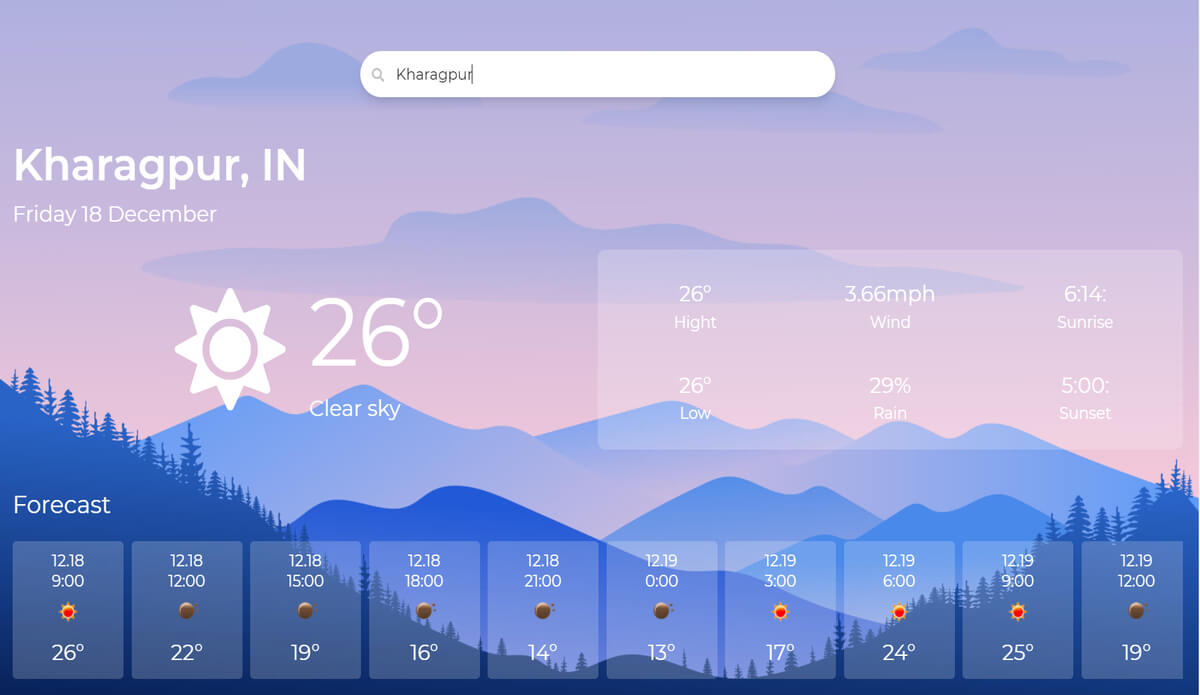 Kharagpur
Kharagpur, IN
Friday 18 December
26°
Clear sky
26° 3.66mph 6:14:
Hight Wind Sunrise
26° 29% 5:00:
Low Rain Sunset
Forecast
12.18 12.18 12.18 12.18 12.18 12.19 12.19 12.19 12.19 12.19
9:00 12:00 15:00 18:00 21:00 0:00 3:00 6:00 9:00 12:00
26° 22° 19° 16° 14° 13° 17° 24° 25° 19°